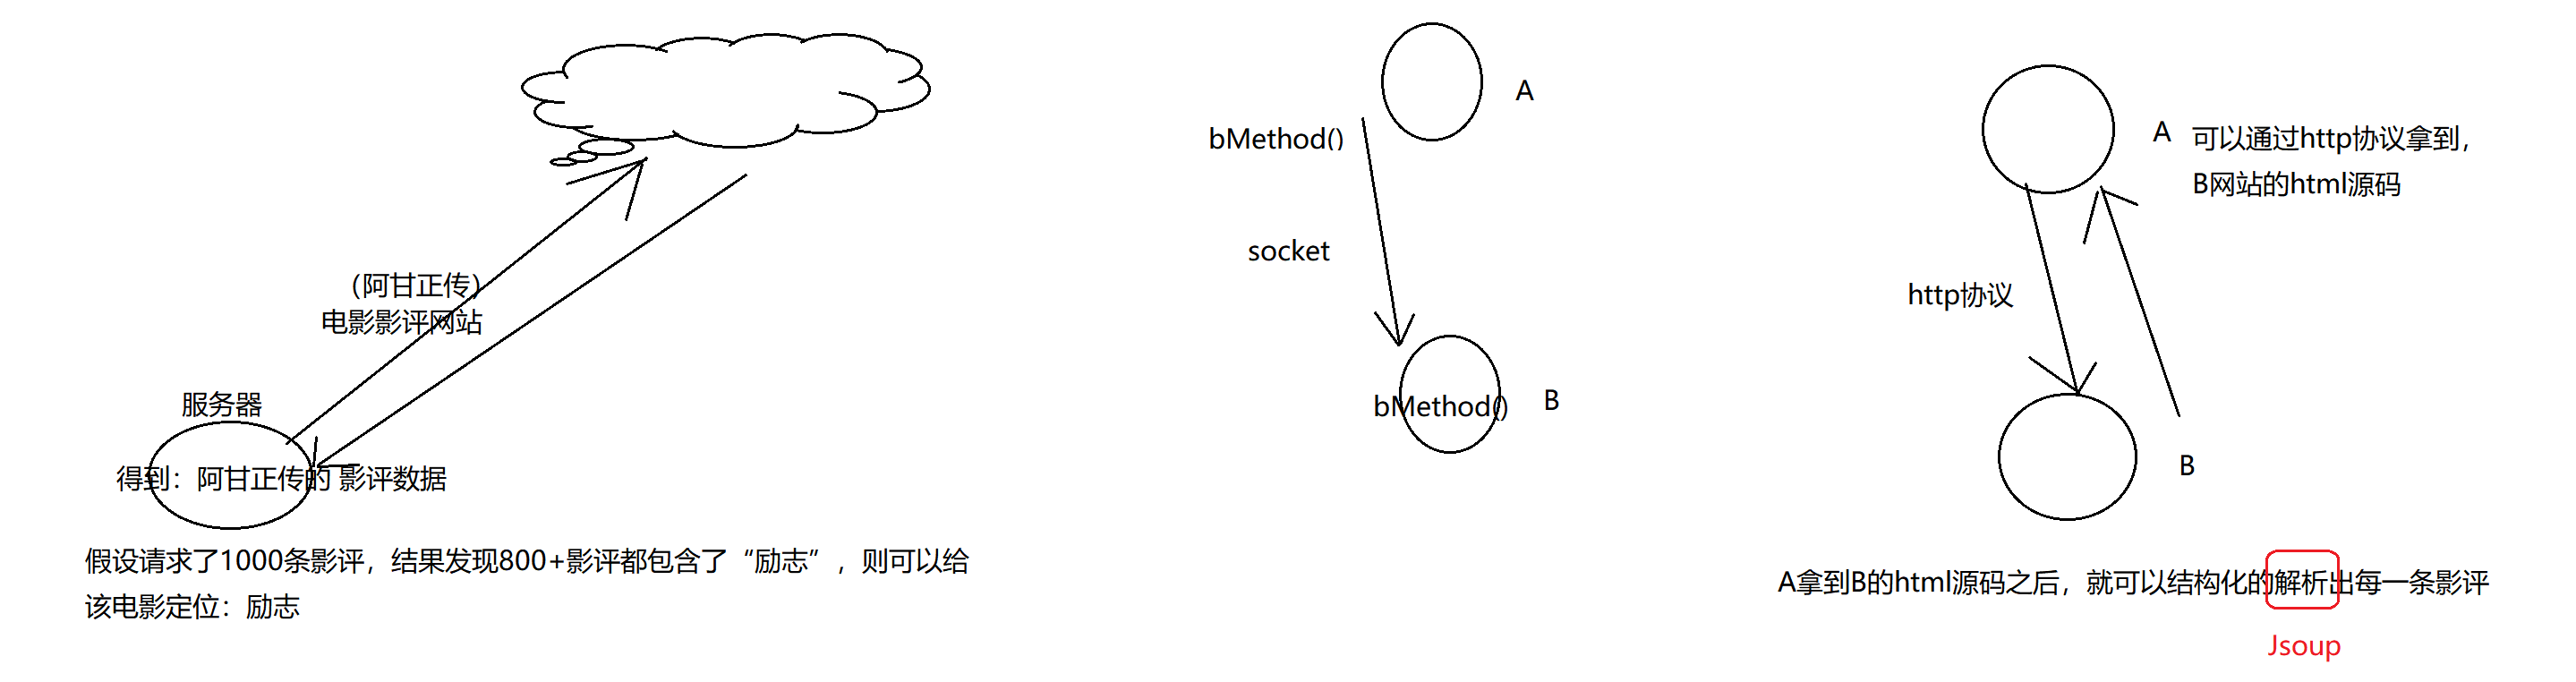 （阿甘正传）
电影影评网站
服务器
得到：阿甘正传的 影评数据
假设请求了1000条影评，结果发现800+影评都包含了“励志”，则可以给
该电影定位：励志
A
bMethod()
socket
bMethod()
B
A
可以通过http协议拿到，
B网站的html源码
http协议
B
A拿到B的html源码之后，就可以结构化的解析出每一条影评
Jsoup